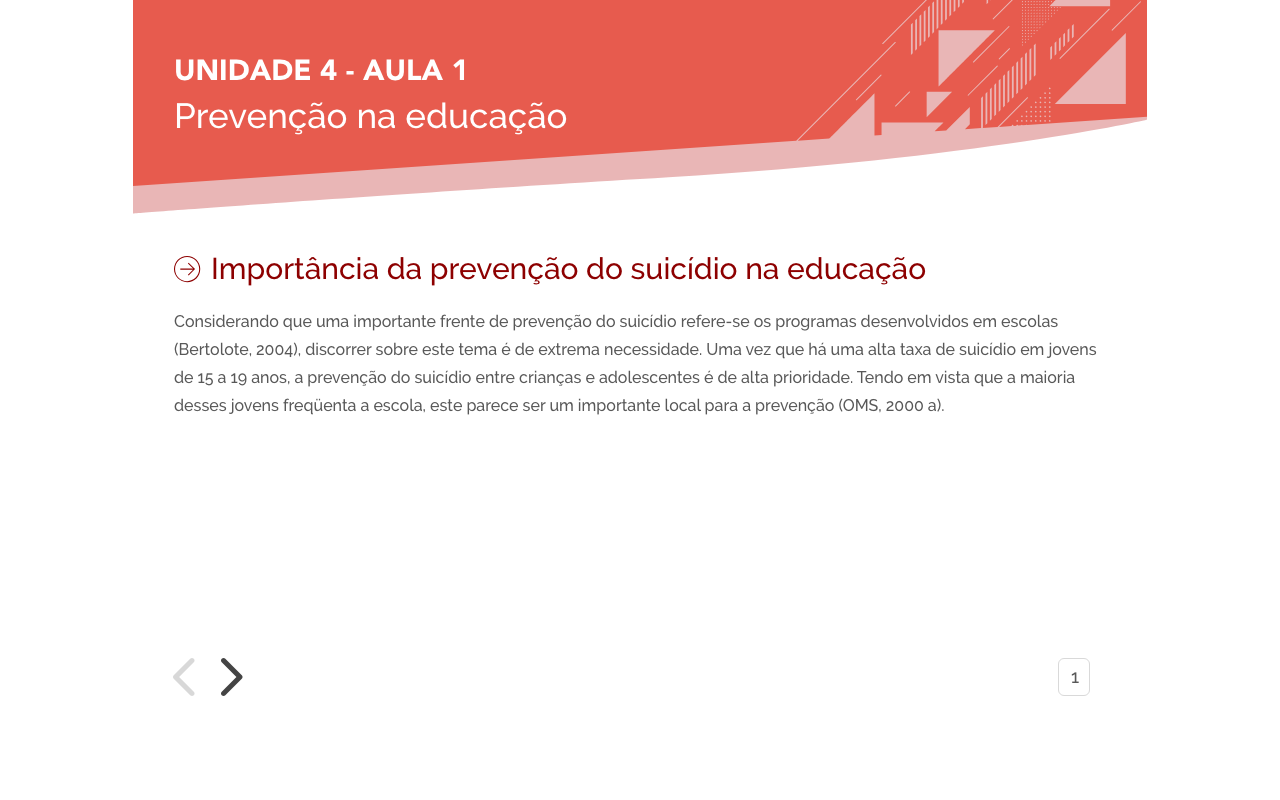 UNIDADE 4 - AULA 1
Prevenção na educação
Importância da prevenção do suicídio na educação
Considerando que uma importante frente de prevenção do suicídio refere-se os programas desenvolvidos em escolas
(Bertolote, 2004), discorrer sobre este tema é de extrema necessidade. Uma vez que há uma alta taxa de suicídio em jovens
de 15 a 19 anos, a prevenção do suicídio entre crianças e adolescentes é de alta prioridade. Tendo em vista que a maioria
desses jovens freqüenta a escola, este parece ser um importante local para a prevenção (OMS, 2000 a).
1